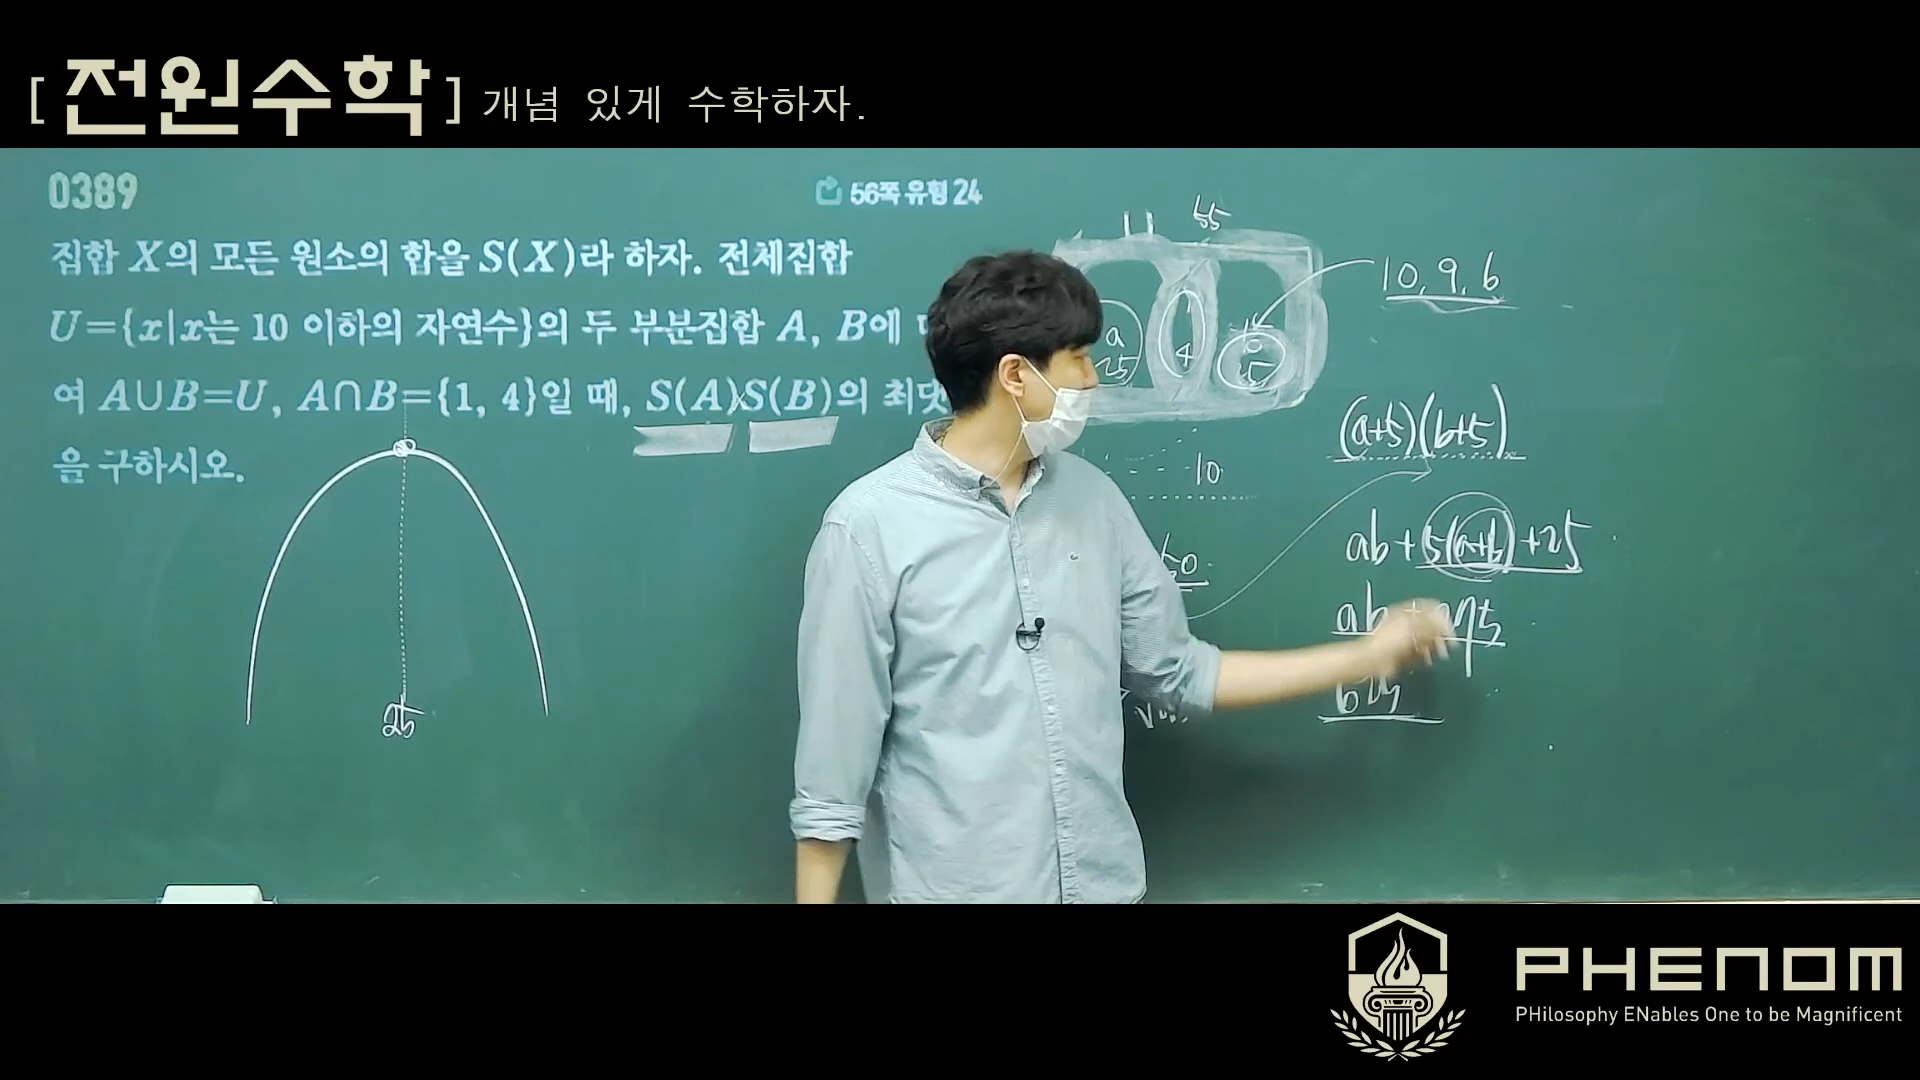 [전원수학] 개념 있게 수학하자.
0389
56쪽 유형 24
집합 X의 모든 원소의 합을 S(X)라 하자. 전체집합
U={x|x는 10 이하의 자연수}의 두 부분집합 A, B에
여 A∪B=U, A∩B={1, 4}일 때, S(A)S(B)의 최댓
을 구하시오.
25
U 55
10, 9, 6
a
25
1
4
b
25
(a+5)(b+5)
10
ab+5(a+b)+25
50
ab+
PHENOM
PHilosophy ENables One to be Magnificent